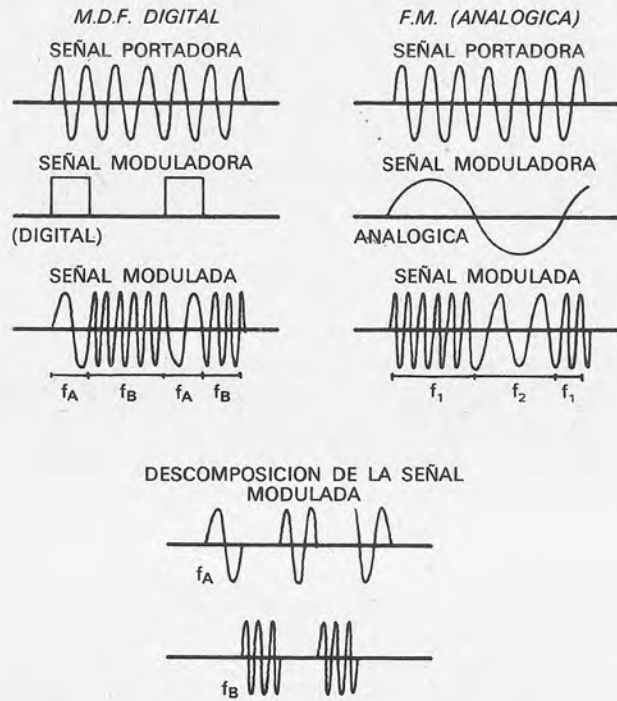 M.D.F. DIGITAL
SEÑAL PORTADORA
SEÑAL MODULADORA
(DIGITAL)
SEÑAL MODULADA
fA fB fA fB
F.M. (ANALOGICA)
SEÑAL PORTADORA
SEÑAL MODULADORA
ANALOGICA
SEÑAL MODULADA
f1 f2 f1
DESCOMPOSICION DE LA SEÑAL
MODULADA
fA
fB